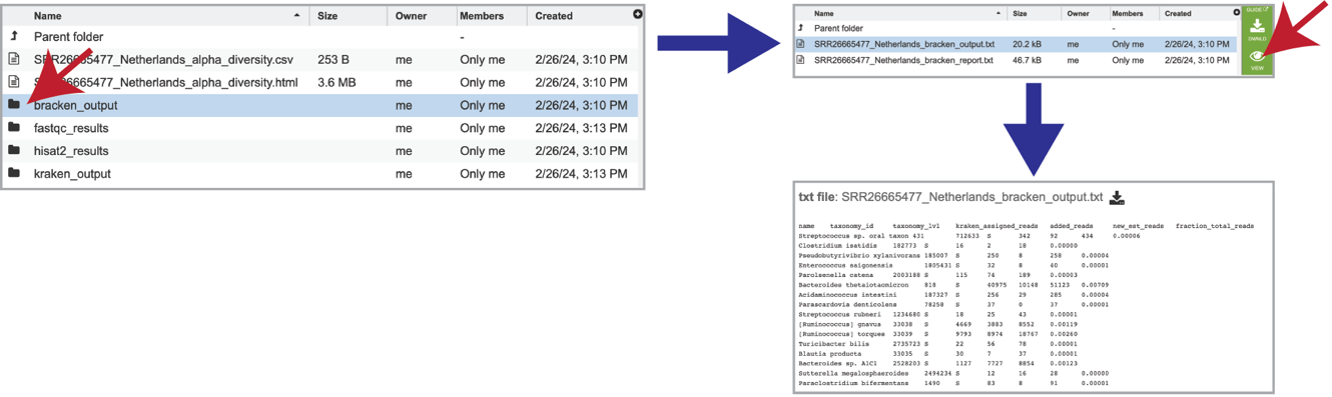 Name Size Owner Members Created
Parent folder -
SRR26665477_Netherlands_alpha_diversity.csv 253 B me Only me 2/26/24, 3:10 PM
SRR26665477_Netherlands_alpha_diversity.html 3.6 MB me Only me 2/26/24, 3:10 PM
bracken_output me Only me 2/26/24, 3:10 PM
fastqc_results me Only me 2/26/24, 3:13 PM
hisat2_results me Only me 2/26/24, 3:10 PM
kraken_output me Only me 2/26/24, 3:13 PM
Name Size Owner Members Created
Parent folder -
SRR26665477_Netherlands_bracken_output.txt 20.2 kB me Only me 2/26/24, 3:10 PM
SRR26665477_Netherlands_bracken_report.txt 46.7 kB me Only me 2/26/24, 3:10 PM
GUIDE
DWNLD
VIEW
txt file: SRR26665477_Netherlands_bracken_output.txt
name taxonomy_id taxonomy_lvl kraken_assigned_reads added_reads new_est_reads fraction_total_reads
Streptococcus sp. oral taxon 431 712633 S 342 92 434 0.00006
Clostridium isatidis 182773 S 16 2 18 0.00000
Pseudobutyrivibrio xylanivorans 185007 S 250 8 258 0.00004
Enterococcus saigonensis 1805431 S 32 8 40 0.00001
Parolsenella catena 2003188 S 115 74 189 0.00003
Bacteroides thetaiotaomicron 818 S 40975 10148 51123 0.00709
Acidaminococcus intestini 187327 S 256 29 285 0.00004
Parascardovia denticolens 78258 S 37 0 37 0.00001
Streptococcus rubneri 1234680 S 18 25 43 0.00001
[Ruminococcus] gnavus 33038 S 4669 3883 8552 0.00119
[Ruminococcus] torques 33039 S 9793 8974 18767 0.00260
Turicibacter bilis 2735723 S 22 56 78 0.00001
Blautia producta 33035 S 30 7 37 0.00001
Bacteroides sp. A1C1 2528203 S 1127 7727 8854 0.00123
Sutterella megalosphaeroides 2494234 S 12 16 28 0.00000
Paraclostridium bifermentans 1490 S 83 8 91 0.00001